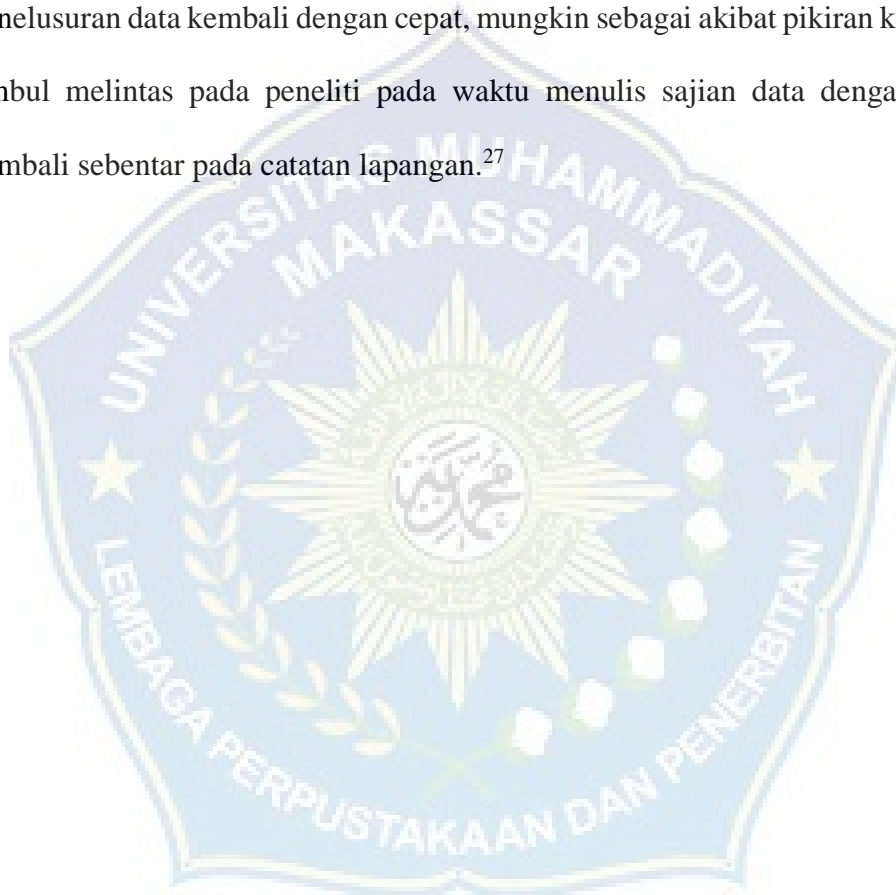 nelusuran data kembali dengan cepat, mungkin sebagai akibat pikiran k
nbul melintas pada peneliti pada waktu menulis sajian data denga
mbali sebentar pada catatan lapangan.27
UNIVERSITAS MUHAMMADIYAH
MAKASSAR
LEMBAGA PERPUSTAKAAN DAN PENERBITAN